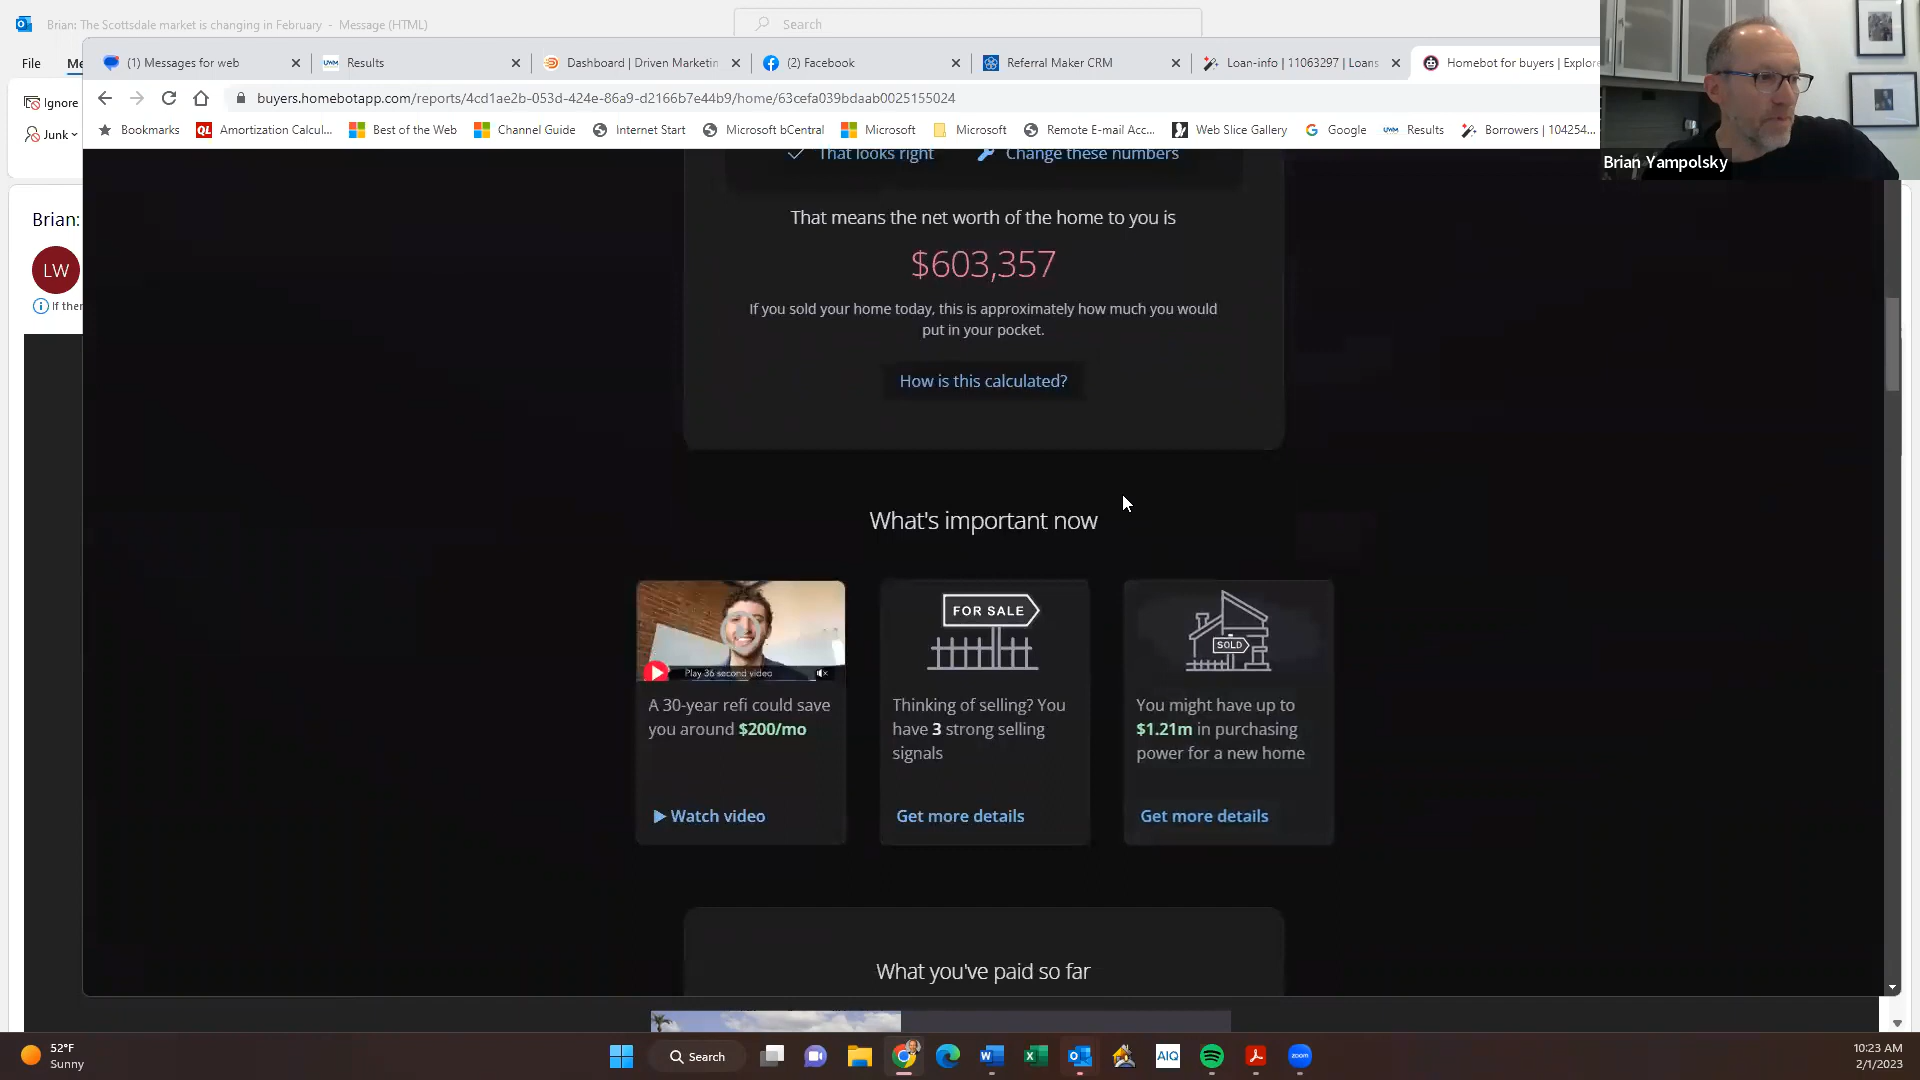 Brian: The Scottsdale market is changing in February - Message (HTML)
Search
File
Me
(1) Messages for web
UWM Results
Dashboard | Driven Marketin
(2) Facebook
Referral Maker CRM
Loan-info | 11063297 | Loans
Homebot for buyers | Explore
Ignore
buyers.homebotapp.com/reports/4cd1ae2b-053d-424e-86a9-d2166b7e44b9/home/63cefa039bdaab0025155024
Junk
Bookmarks
QL Amortization Calcul...
Best of the Web
Channel Guide
Internet Start
Microsoft bCentral
Microsoft
Microsoft
Remote E-mail Acc...
Web Slice Gallery
Google
UWM Results
Borrowers | 104254...
Brian Yampolsky
That looks right
Change these numbers
Brian:
LW
If ther
That means the net worth of the home to you is
$603,357
If you sold your home today, this is approximately how much you would
put in your pocket.
How is this calculated?
What's important now
Play 36 second video
A 30-year refi could save
you around $200/mo
Watch video
FOR SALE
Thinking of selling? You
have 3 strong selling
signals
Get more details
SOLD
You might have up to
$1.21m in purchasing
power for a new home
Get more details
What you've paid so far
52°F
Sunny
Search
AIQ
zoom
10:23 AM
2/1/2023